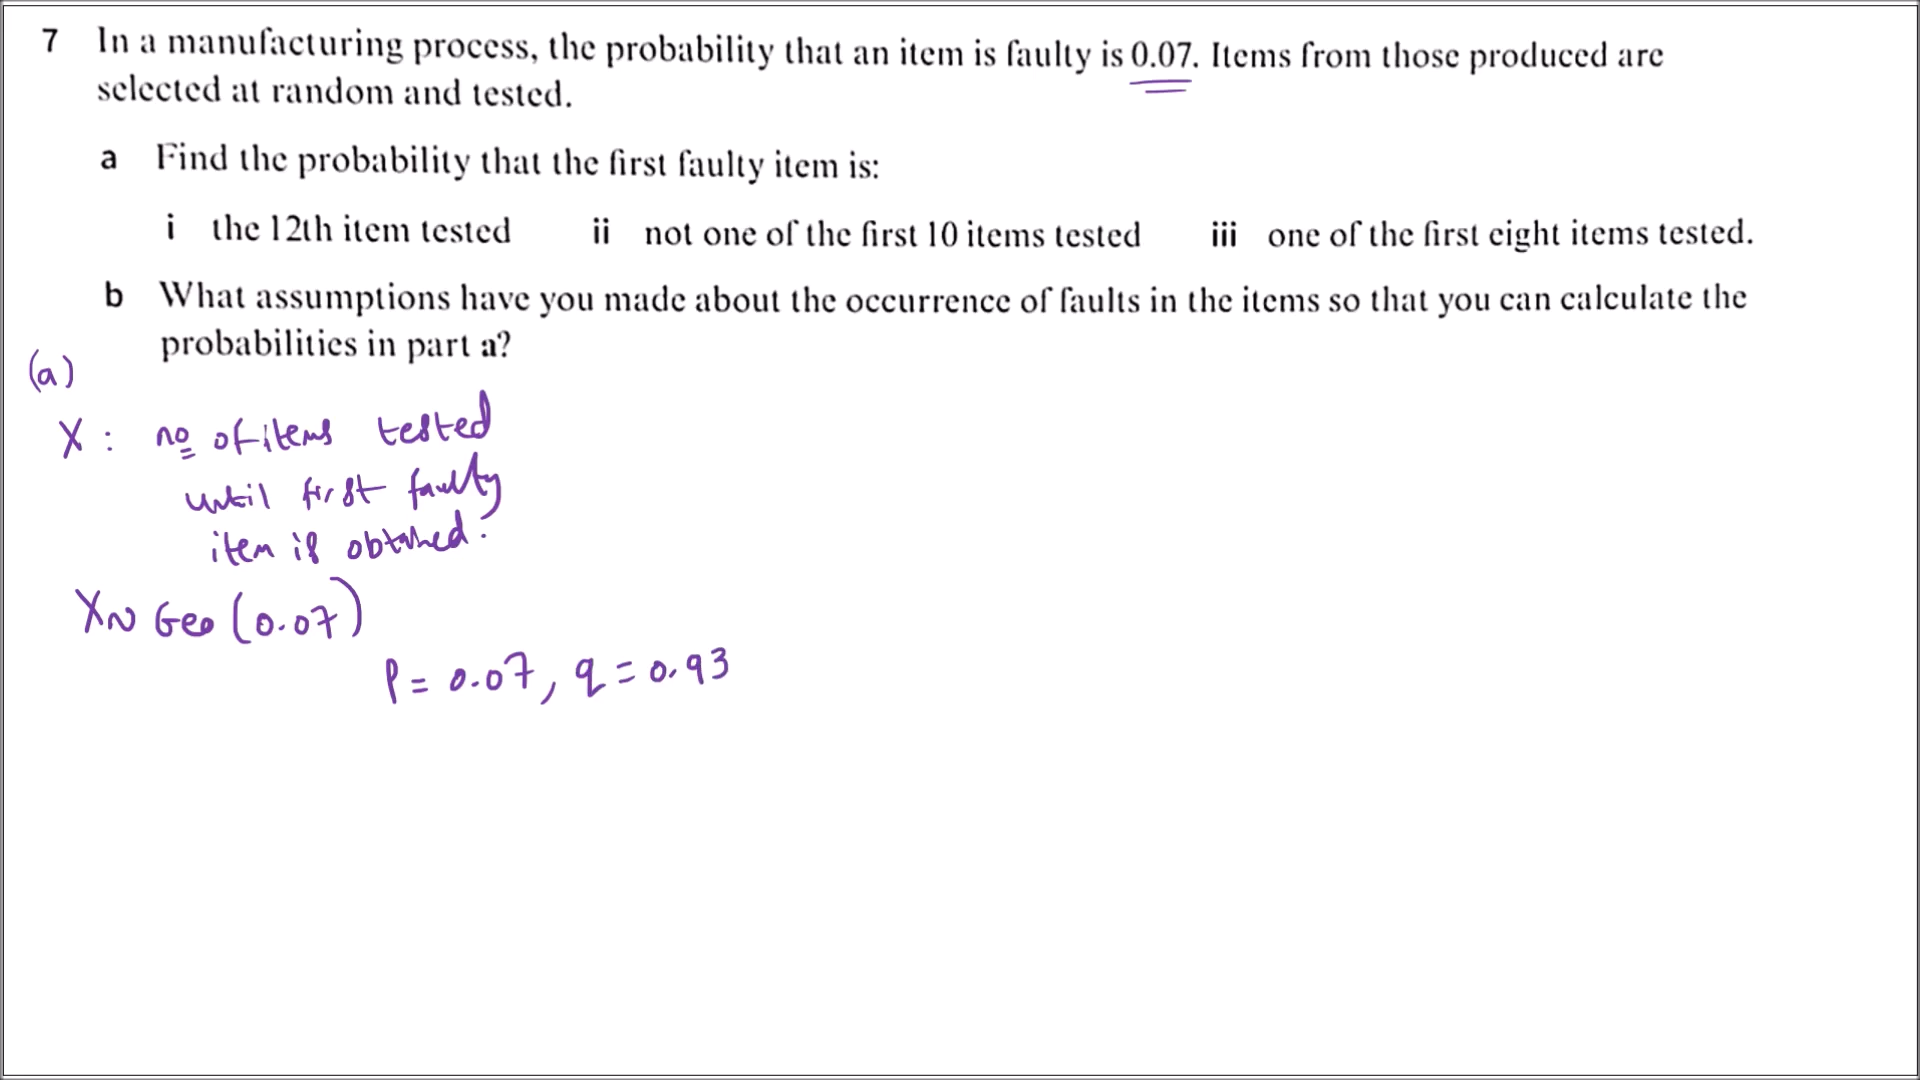 7 In a manufacturing process, the probability that an item is faulty is 0.07. Items from those produced are
selected at random and tested.
a Find the probability that the first faulty item is:
i the 12th item tested ii not one of the first 10 items tested iii one of the first eight items tested.
b What assumptions have you made about the occurrence of faults in the items so that you can calculate the
probabilities in part a?
(a)
X : no of items tested
until first faulty
item is obtained.
X~ Geo (0.07)
P = 0.07, q = 0.93